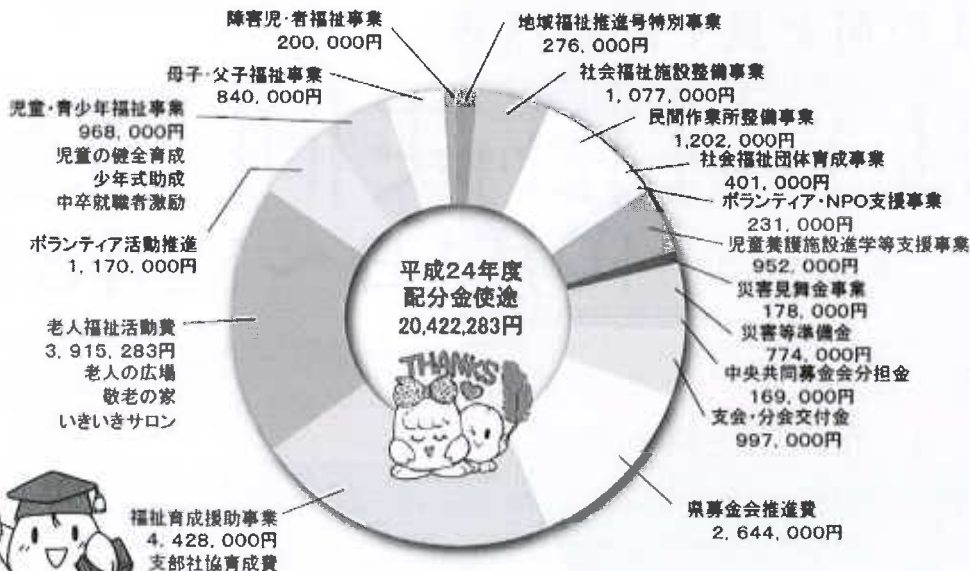 障害児・者福祉事業
200,000円
地域福祉推進号特別事業
276,000円
社会福祉施設整備事業
1,077,000円
民間作業所整備事業
1,202,000円
社会福祉団体育成事業
401,000円
ボランティア・NPO支援事業
231,000円
児童養護施設進学等支援事業
952,000円
災害見舞金事業
178,000円
災害等準備金
774,000円
中央共同募金会分担金
169,000円
支会・分会交付金
997,000円
県募金会推進費
2,644,000円
福祉育成援助事業
4,428,000円
支部社協育成費
老人福祉活動費
3,915,283円
老人の広場
敬老の家
いきいきサロン
ボランティア活動推進
1,170,000円
児童・青少年福祉事業
968,000円
児童の健全育成
少年式助成
中卒就職者激励
母子・父子福祉事業
840,000円
平成24年度
配分金使途
20,422,283円
THANKS